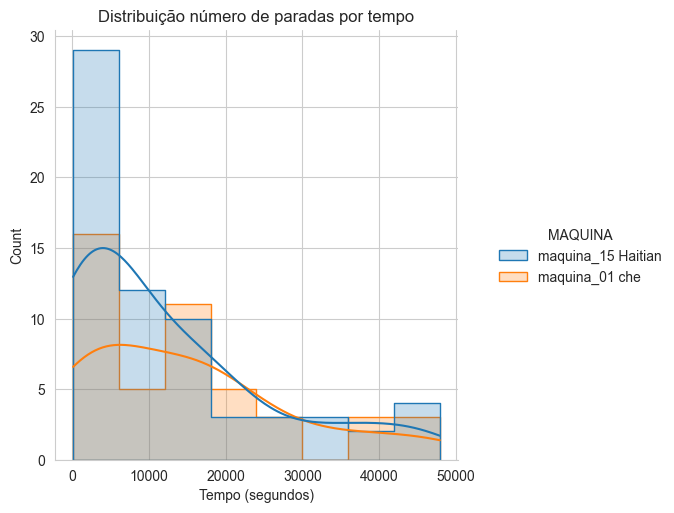 Distribuição número de paradas por tempo
30
25
20
15
10
5
0
Count
0 10000 20000 30000 40000 50000
Tempo (segundos)
MAQUINA
maquina_15 Haitian
maquina_01 che